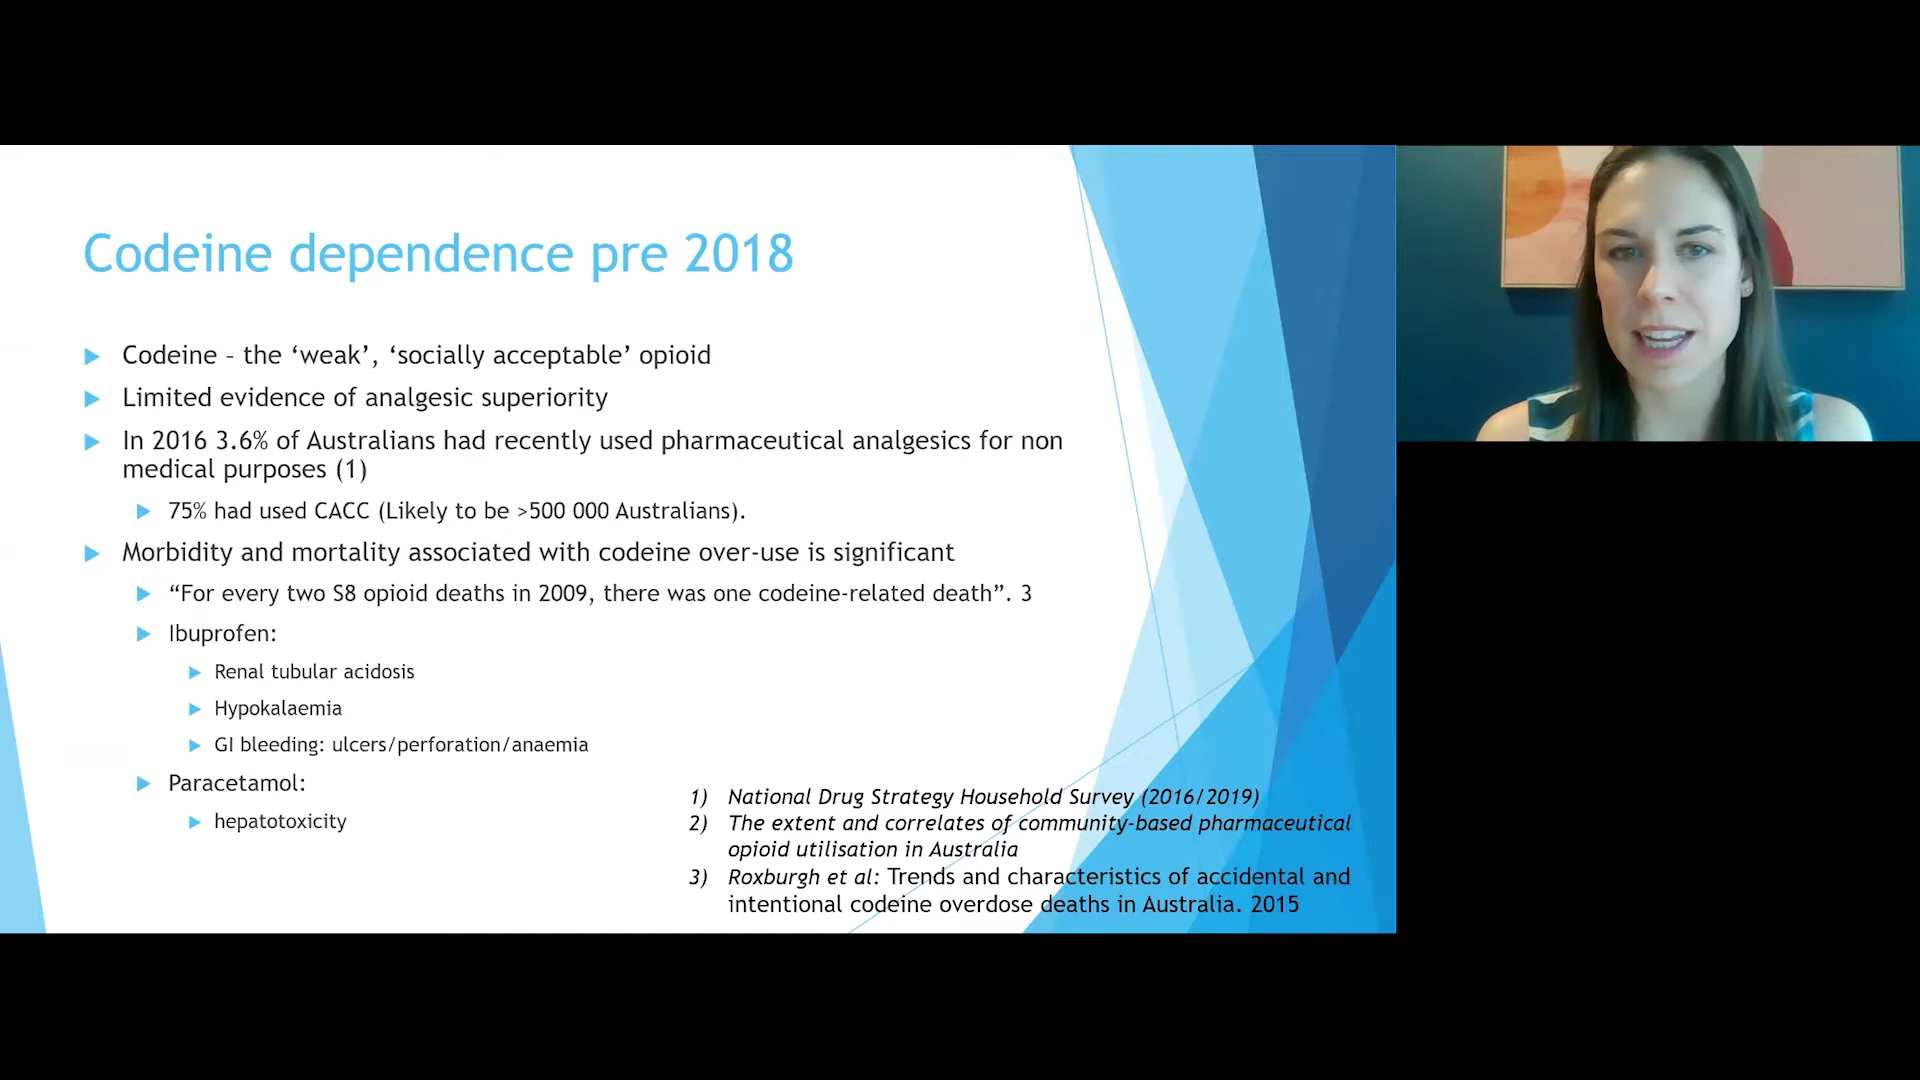 Codeine dependence pre 2018
Codeine – the ‘weak’, ‘socially acceptable’ opioid
Limited evidence of analgesic superiority
In 2016 3.6% of Australians had recently used pharmaceutical analgesics for non
medical purposes (1)
75% had used CACC (Likely to be >500 000 Australians).
Morbidity and mortality associated with codeine over-use is significant
“For every two S8 opioid deaths in 2009, there was one codeine-related death”. 3
Ibuprofen:
Renal tubular acidosis
Hypokalaemia
GI bleeding: ulcers/perforation/anaemia
Paracetamol:
hepatotoxicity
1) National Drug Strategy Household Survey (2016/2019)
2) The extent and correlates of community-based pharmaceutical
opioid utilisation in Australia
3) Roxburgh et al: Trends and characteristics of accidental and
intentional codeine overdose deaths in Australia. 2015